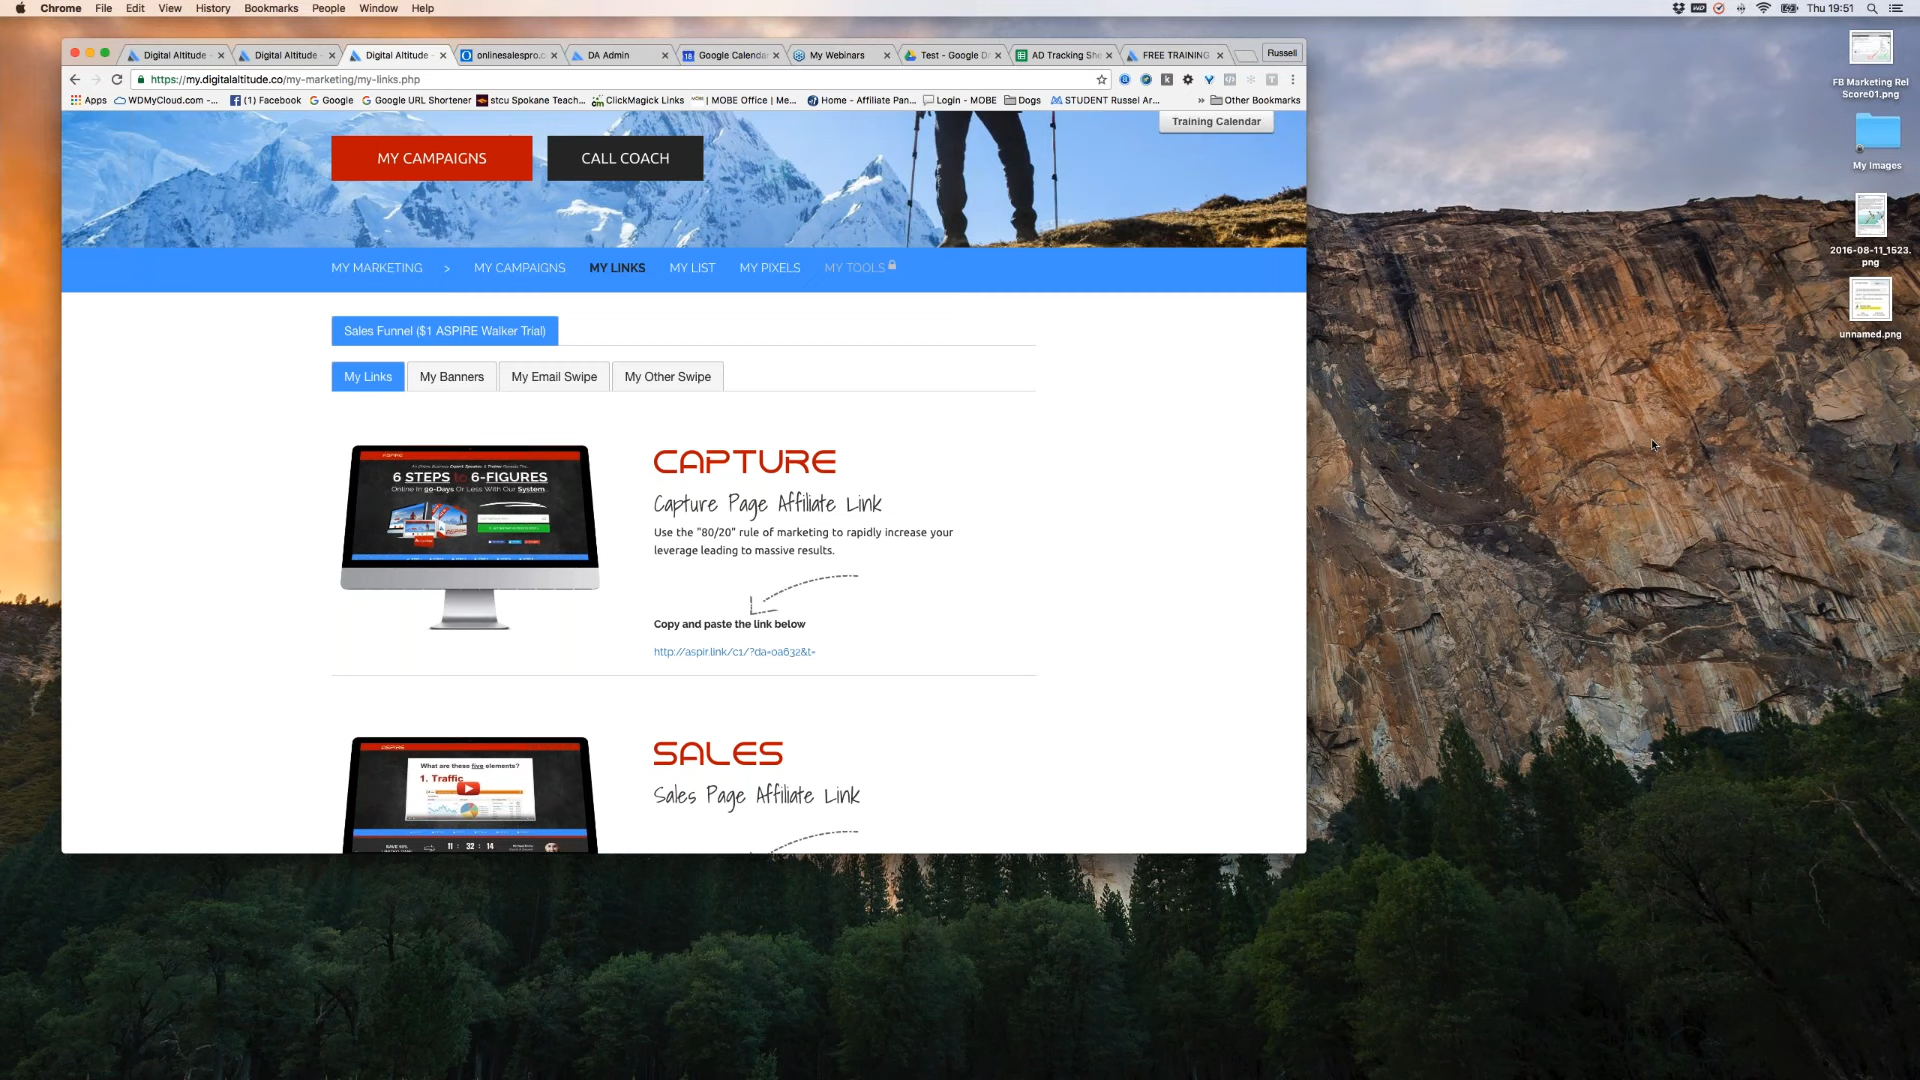 Chrome File Edit View History Bookmarks People Window Help
Thu 19:51
Digital Altitude -
Digital Altitude -
Digital Altitude -
onlinesalespro.c
DA Admin
Google Calenda
My Webinars
Test - Google D
AD Tracking She
FREE TRAINING
Russell
https://my.digitalaltitude.co/my-marketing/my-links.php
Apps
WDMyCloud.com -...
(1) Facebook
Google
Google URL Shortener
stcu Spokane Teach...
ClickMagick Links
| MOBE Office | Me...
Home - Affiliate Pan...
Login - MOBE
Dogs
STUDENT Russel Ar...
Other Bookmarks
Training Calendar
MY CAMPAIGNS
CALL COACH
MY MARKETING > MY CAMPAIGNS MY LINKS MY LIST MY PIXELS MY TOOLS
Sales Funnel ($1 ASPIRE Walker Trial)
My Links
My Banners
My Email Swipe
My Other Swipe
ASPIRE
6 STEPS to 6-FIGURES
Online In 90-Days Or Less With Our System
CAPTURE
Capture Page Affiliate Link
Use the "80/20" rule of marketing to rapidly increase your
leverage leading to massive results.
Copy and paste the link below
http://aspir.link/c1/?da=0a632&t=
ASPIRE
What are these five elements?
1. Traffic
11 : 32 : 14
SALES
Sales Page Affiliate Link
FB Marketing Rel
Score01.png
My Images
2016-08-11_1523.
png
unnamed.png